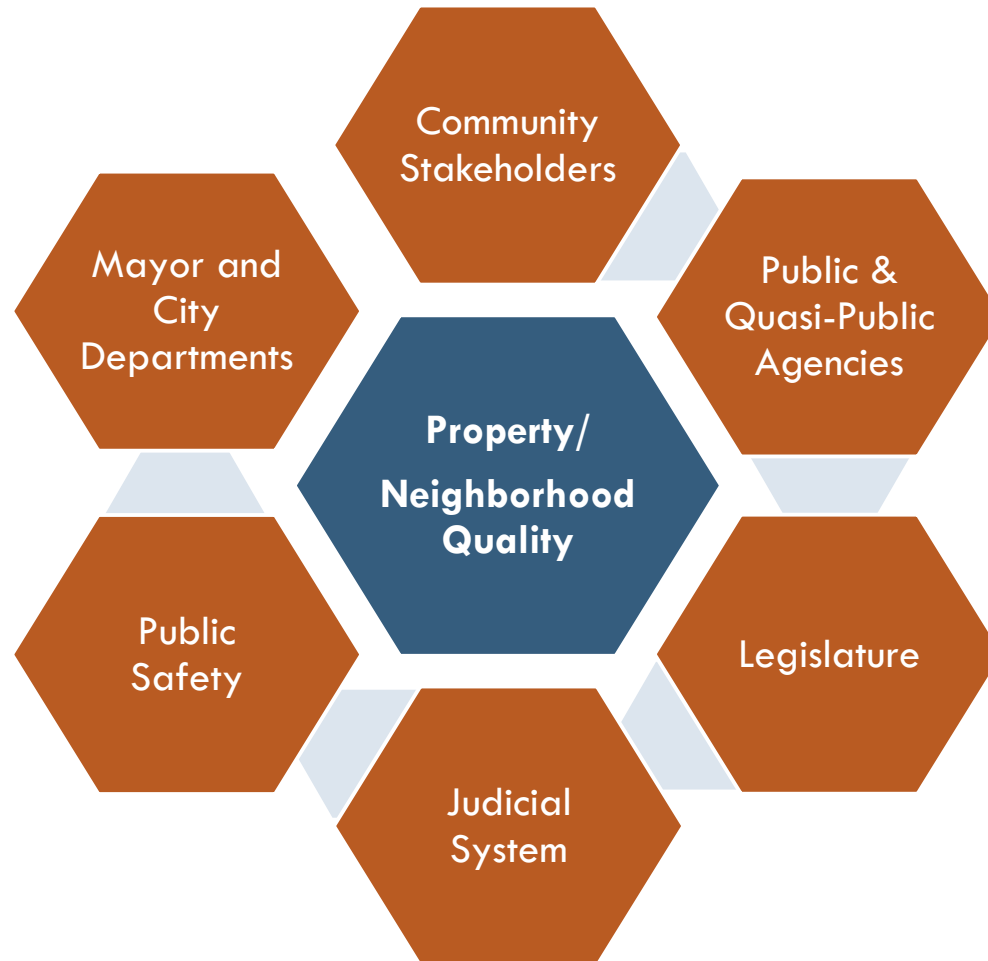 Community
Stakeholders
Mayor and
City
Departments
Public &
Quasi-Public
Agencies
Property/
Neighborhood
Quality
Public
Safety
Legislature
Judicial
System